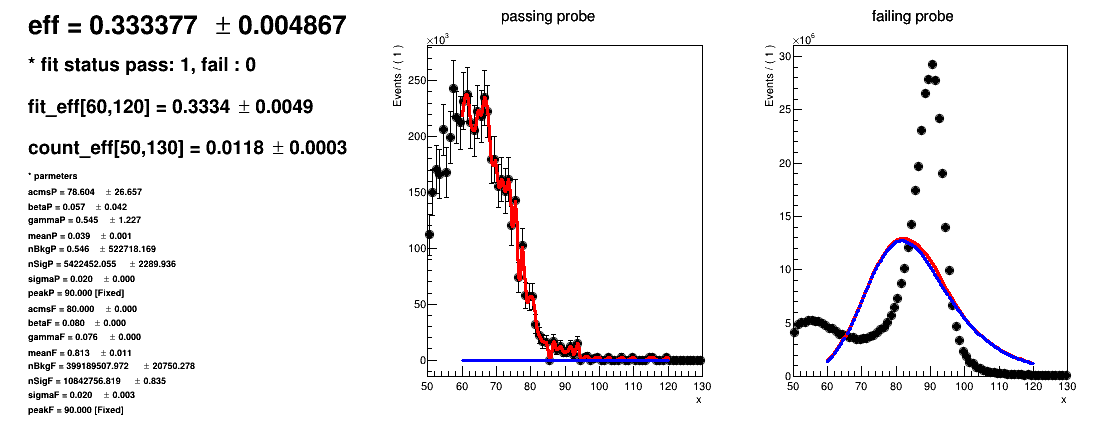 eff = 0.333377 ± 0.004867
* fit status pass: 1, fail : 0
fit_eff[60,120] = 0.3334 ± 0.0049
count_eff[50,130] = 0.0118 ± 0.0003
* parmeters
acmsP = 78.604 ± 26.657
betaP = 0.057 ± 0.042
gammaP = 0.545 ± 1.227
meanP = 0.039 ± 0.001
nBkgP = 0.546 ± 522718.169
nSigP = 5422452.055 ± 2289.936
sigmaP = 0.020 ± 0.000
peakP = 90.000 [Fixed]
acmsF = 80.000 ± 0.000
betaF = 0.080 ± 0.000
gammaF = 0.076 ± 0.000
meanF = 0.813 ± 0.011
nBkgF = 399189507.972 ± 20750.278
nSigF = 10842756.819 ± 0.835
sigmaF = 0.020 ± 0.003
peakF = 90.000 [Fixed]
passing probe
×10³
Events / ( 1 )
250
200
150
100
50
0
50 60 70 80 90 100 110 120 130
x
failing probe
×10⁶
Events / ( 1 )
30
25
20
15
10
5
0
50 60 70 80 90 100 110 120 130
x